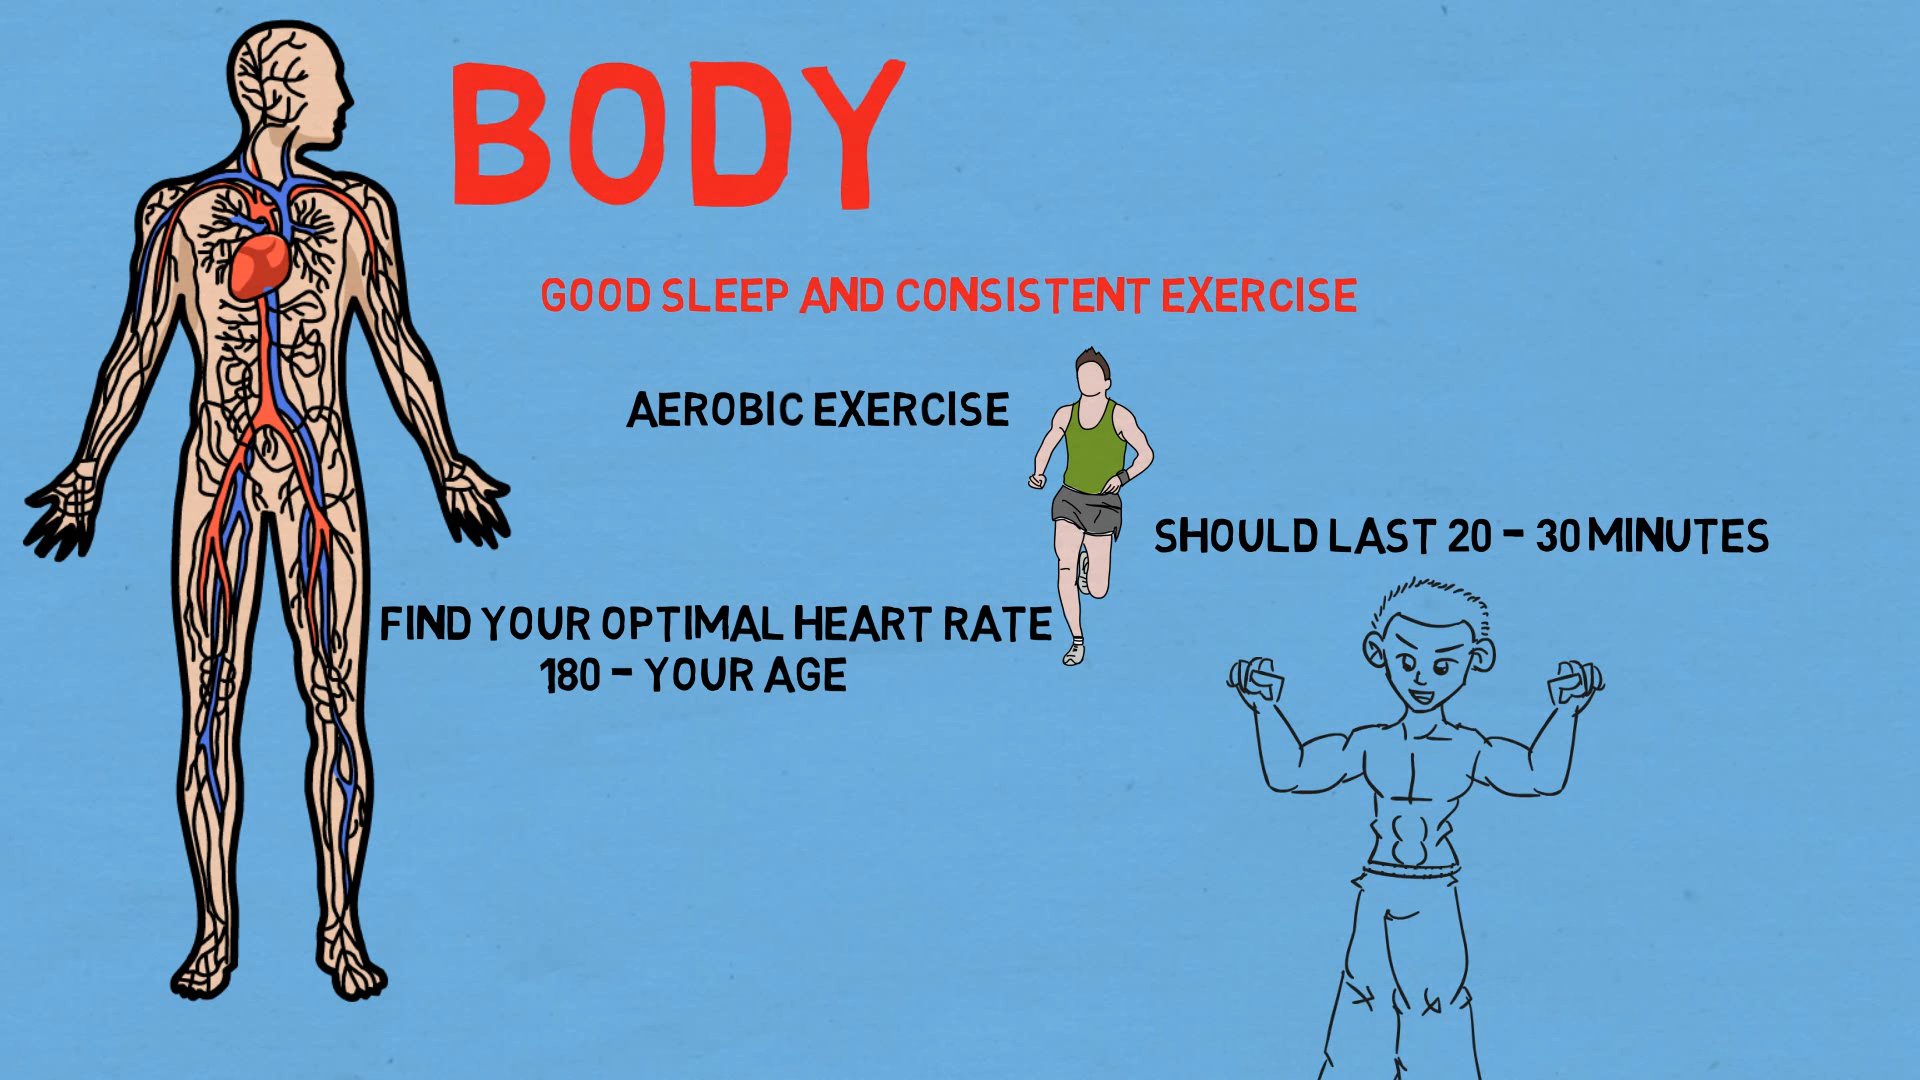 BODY
GOOD SLEEP AND CONSISTENT EXERCISE
AEROBIC EXERCISE
SHOULD LAST 20 - 30 MINUTES
FIND YOUR OPTIMAL HEART RATE
180 - YOUR AGE